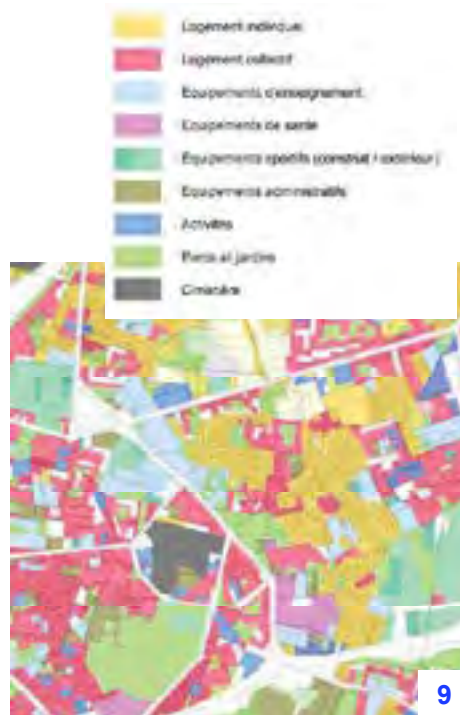 Logement individuel
Logement collectif
Equipements d'enseignement
Equipements de santé
Equipements sportifs (construit / extérieur)
Equipements administratifs
Activités
Parcs et jardins
Cimetière
9